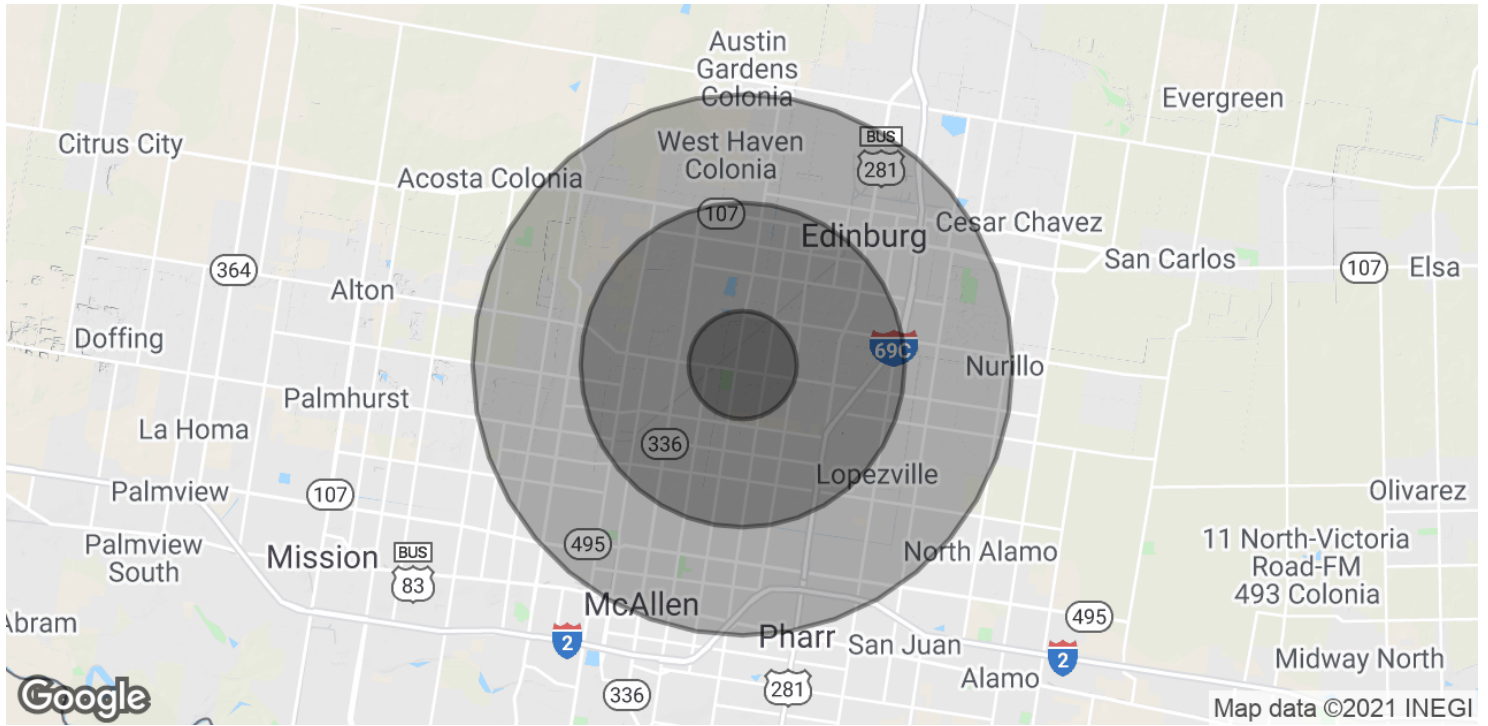 Austin
Gardens
Colonia
Evergreen
BUS
281
Citrus City
West Haven
Colonia
Acosta Colonia
107
Cesar Chavez
Edinburg
San Carlos
107
Elsa
364
Alton
Doffing
69C
Nurillo
Palmhurst
La Homa
336
Lopezville
Palmview
107
Olivarez
Palmview
South
Mission
BUS
83
495
North Alamo
11 North-Victoria
Road-FM
493 Colonia
McAllen
Abram
495
2
Pharr
San Juan
2
Midway North
Alamo
336
281
Google
Map data ©2021 INEGI